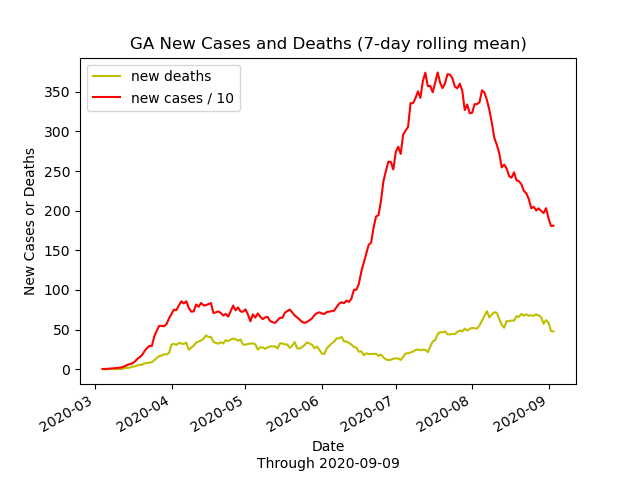 GA New Cases and Deaths (7-day rolling mean)
new deaths
new cases / 10
350
300
250
200
150
100
50
0
New Cases or Deaths
2020-03
2020-04
2020-05
2020-06
2020-07
2020-08
2020-09
Date
Through 2020-09-09